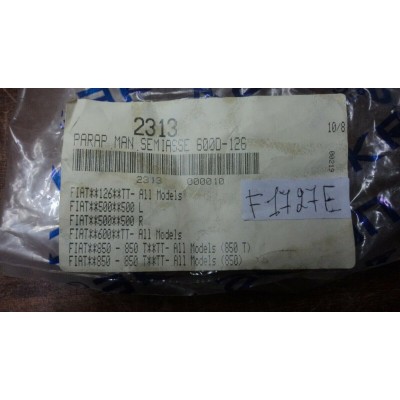 2313
PARAP MAN SEMIASSE 600D-126
10/8
00219
2313 000010
FIAT**126**TT- All Models
FIAT**500**500 L
FIAT**500**500 R
FIAT**600**TT- All Models
FIAT**850 - 850 T**TT- All Models (850 T)
FIAT**850 - 850 T**TT- All Models (850)
F1727E